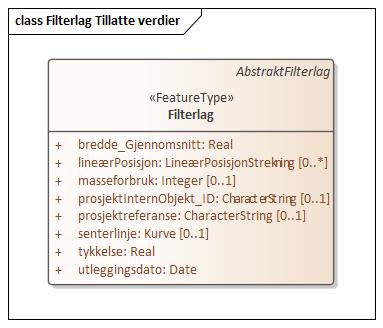 class Filterlag Tillatte verdier
AbstraktFilterlag
«FeatureType»
Filterlag
+ bredde_Gjennomsnitt: Real
+ lineærPosisjon: LineærPosisjonStrekning [0..*]
+ masseforbruk: Integer [0..1]
+ prosjektInternObjekt_ID: CharacterString [0..1]
+ prosjektreferanse: CharacterString [0..1]
+ senterlinje: Kurve [0..1]
+ tykkelse: Real
+ utleggingsdato: Date